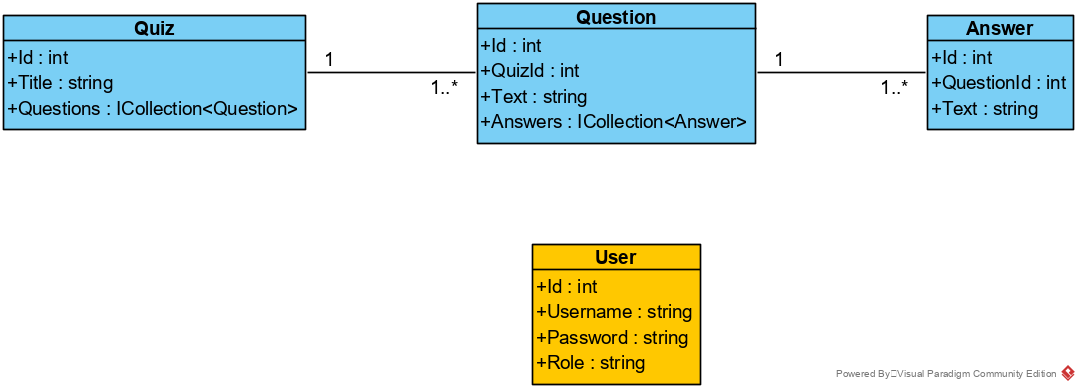 Quiz
+Id : int
+Title : string
+Questions : ICollection<Question>
1
1..*
Question
+Id : int
+QuizId : int
+Text : string
+Answers : ICollection<Answer>
1
1..*
Answer
+Id : int
+QuestionId : int
+Text : string
User
+Id : int
+Username : string
+Password : string
+Role : string
Powered By Visual Paradigm Community Edition